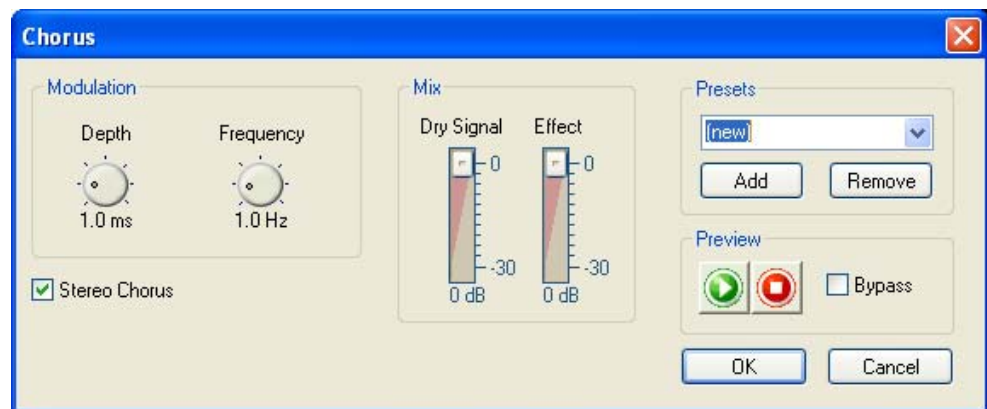 Chorus
Modulation
Depth
Frequency
1.0 ms
1.0 Hz
Stereo Chorus
Mix
Dry Signal
Effect
0
-30
0 dB
0
-30
0 dB
Presets
(new)
Add
Remove
Preview
Bypass
OK
Cancel